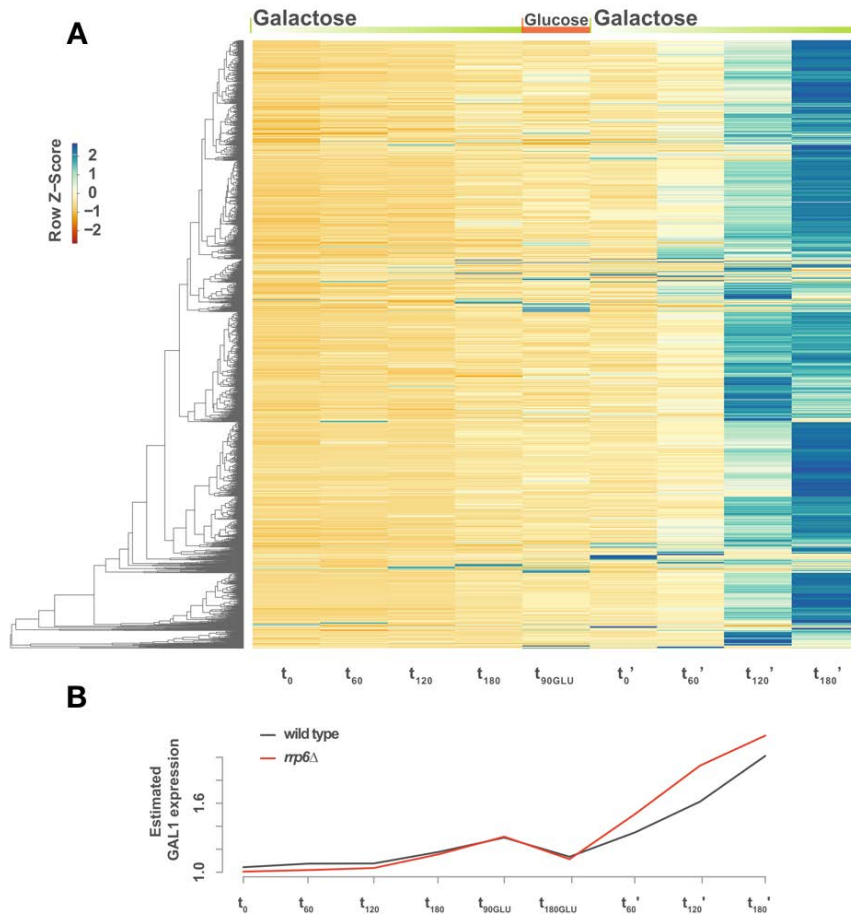 A
Galactose Glucose Galactose
Row Z-Score
2
1
0
−1
−2
t0 t60 t120 t180 t90GLU t0’ t60’ t120’ t180’
B
wild type
rrp6Δ
Estimated
GAL1 expression
1.6
1.0
t0 t60 t120 t180 t90GLU t180GLU t60' t120' t180'